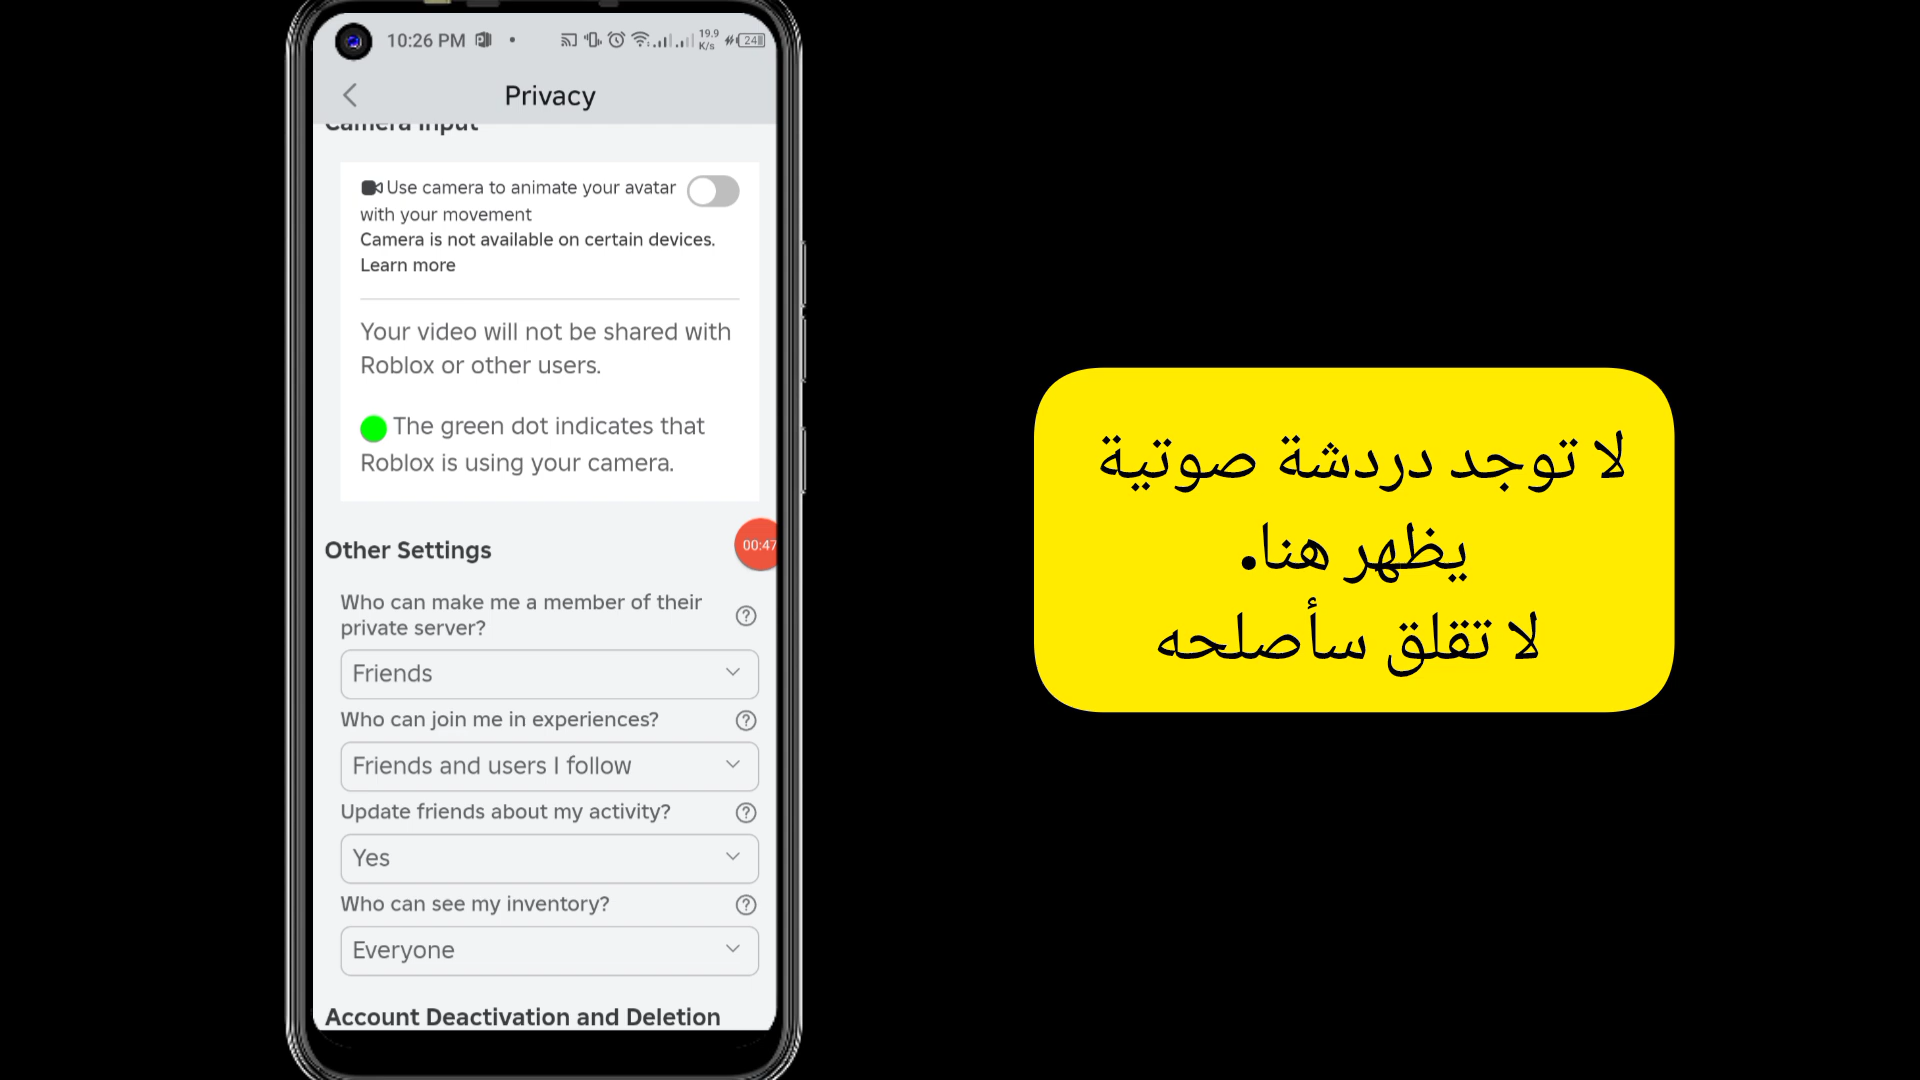 10:26 PM
19.9
K/s
24
Privacy
Camera Input
Use camera to animate your avatar
with your movement
Camera is not available on certain devices.
Learn more
Your video will not be shared with
Roblox or other users.
The green dot indicates that
Roblox is using your camera.
Other Settings
00:47
Who can make me a member of their
private server?
Friends
Who can join me in experiences?
Friends and users I follow
Update friends about my activity?
Yes
Who can see my inventory?
Everyone
Account Deactivation and Deletion
لا توجد دردشة صوتية
يظهر هنا.
لا تقلق سأصلحه